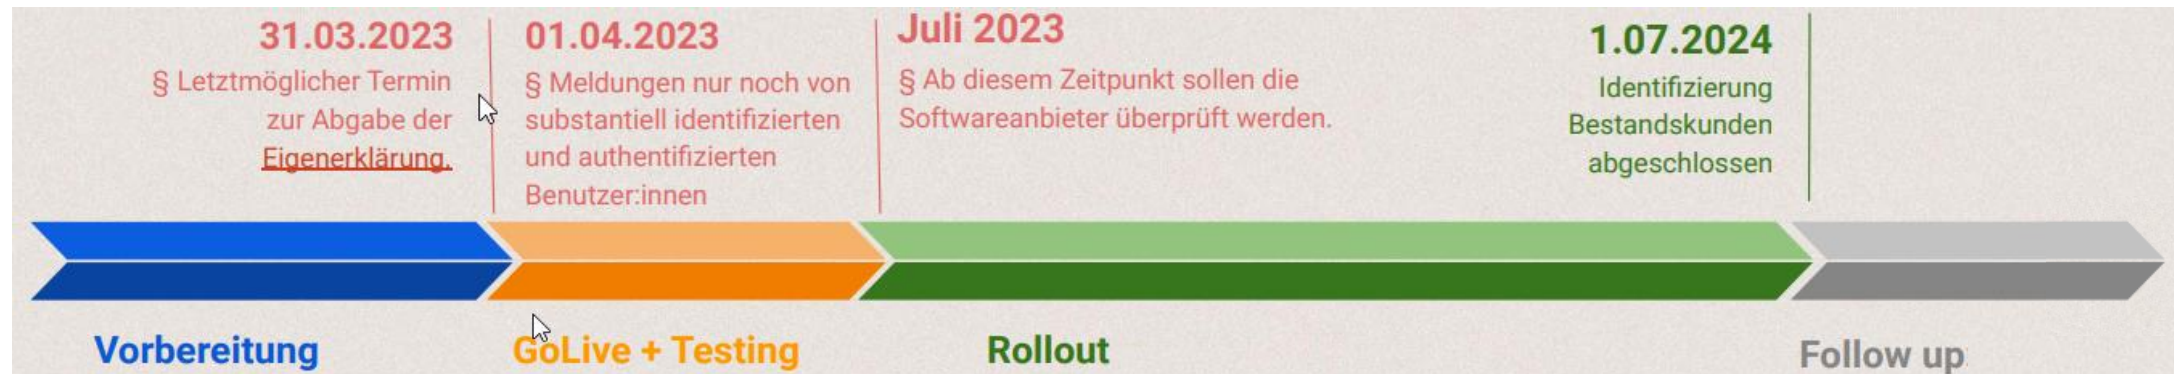 31.03.2023
§ Letztmöglicher Termin
zur Abgabe der
Eigenerklärung.
01.04.2023
§ Meldungen nur noch von
substantiell identifizierten
und authentifizierten
Benutzer:innen
Juli 2023
§ Ab diesem Zeitpunkt sollen die
Softwareanbieter überprüft werden.
1.07.2024
Identifizierung
Bestandskunden
abgeschlossen
Vorbereitung
GoLive + Testing
Rollout
Follow up